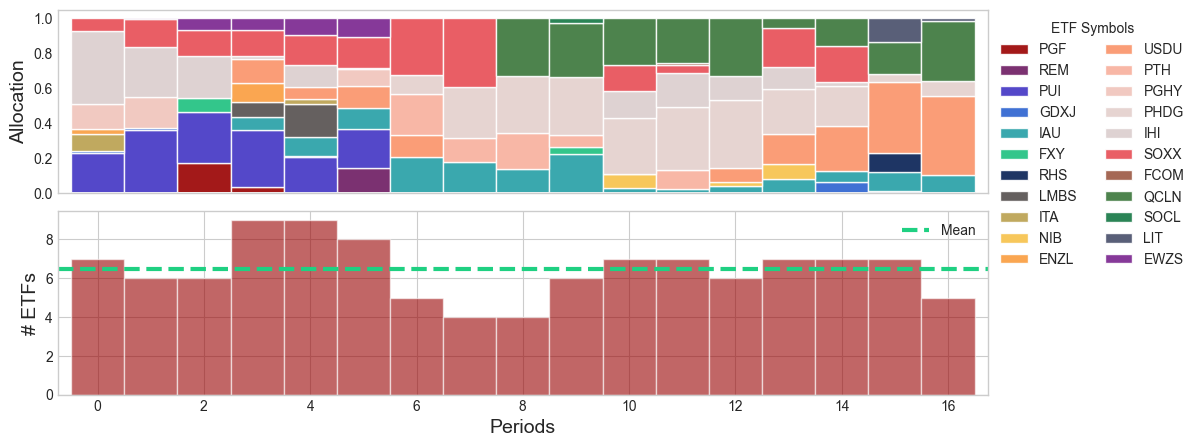 Allocation
1.0
0.8
0.6
0.4
0.2
0.0
ETF Symbols
PGF
REM
PUI
GDXJ
IAU
FXY
RHS
LMBS
ITA
NIB
ENZL
USDU
PTH
PGHY
PHDG
IHI
SOXX
FCOM
QCLN
SOCL
LIT
EWZS
# ETFs
8
6
4
2
0
Mean
0 2 4 6 8 10 12 14 16
Periods